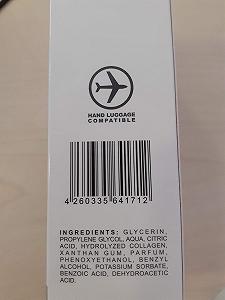 HAND LUGGAGE
COMPATIBLE
4 260335 641712
INGREDIENTS: GLYCERIN,
PROPYLENE GLYCOL, AQUA, CITRIC
ACID, HYDROLYZED COLLAGEN,
XANTHAN GUM, PARFUM,
PHENOXYETHANOL, BENZYL
ALCOHOL, POTASSIUM SORBATE,
BENZOIC ACID, DEHYDROACETIC
ACID.